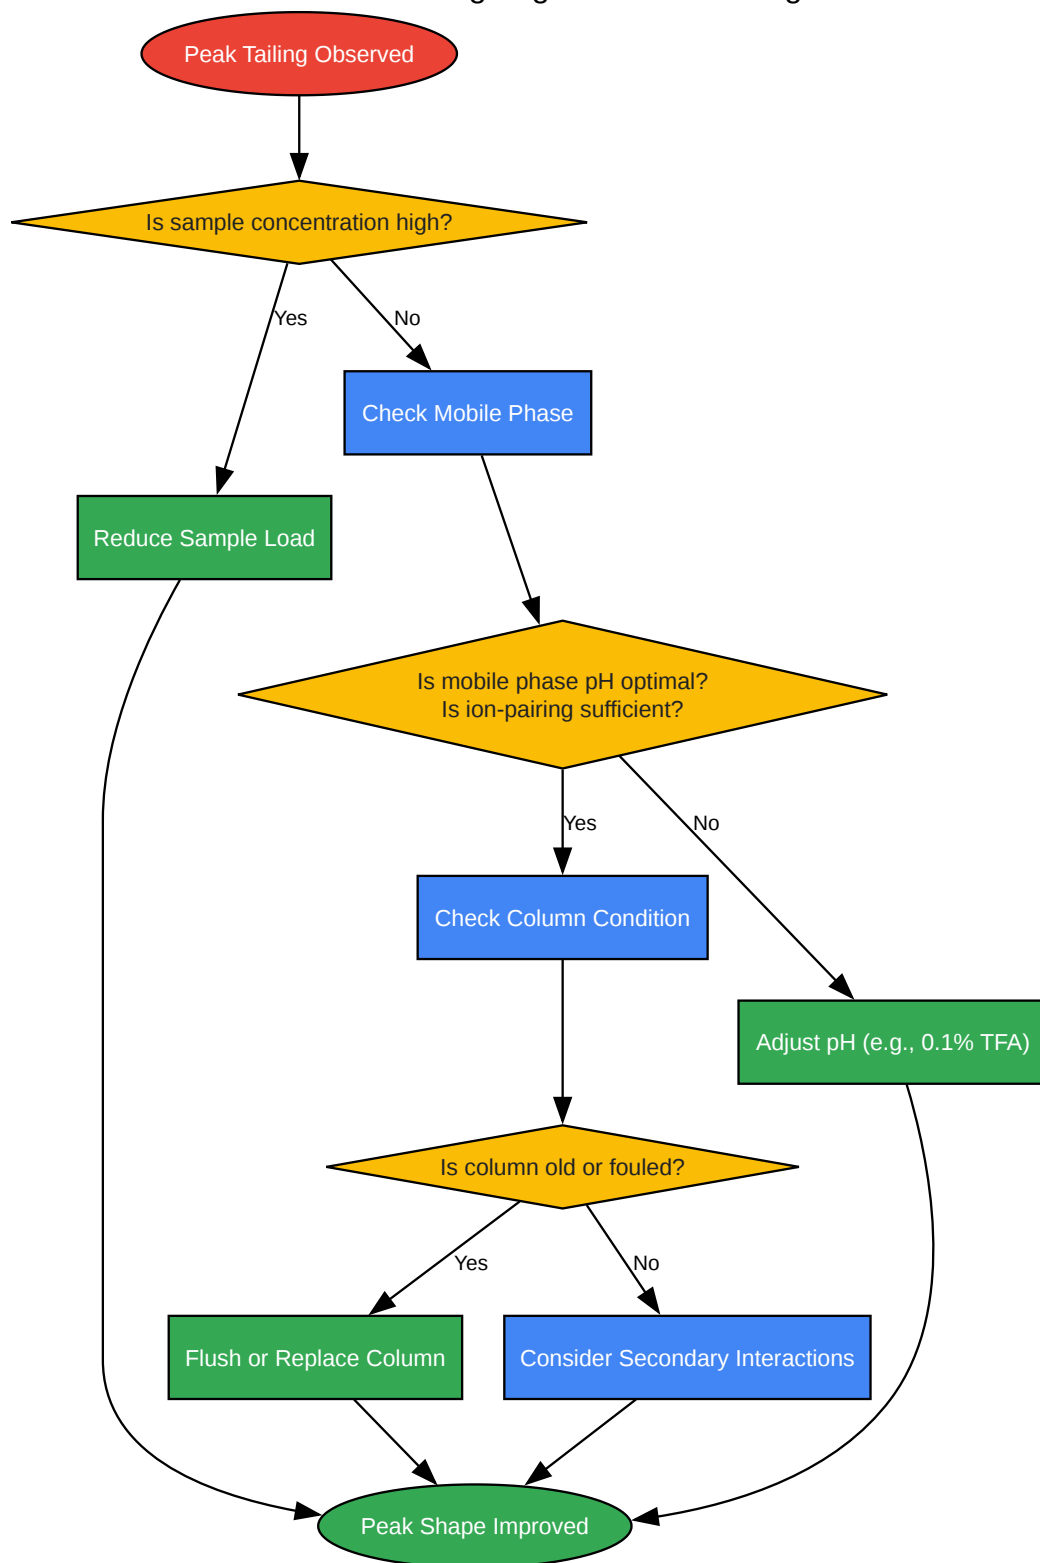 Peak Tailing Observed
Is sample concentration high?
Yes
No
Check Mobile Phase
Reduce Sample Load
Is mobile phase pH optimal?
Is ion-pairing sufficient?
Yes
No
Check Column Condition
Adjust pH (e.g., 0.1% TFA)
Is column old or fouled?
Yes
No
Flush or Replace Column
Consider Secondary Interactions
Peak Shape Improved